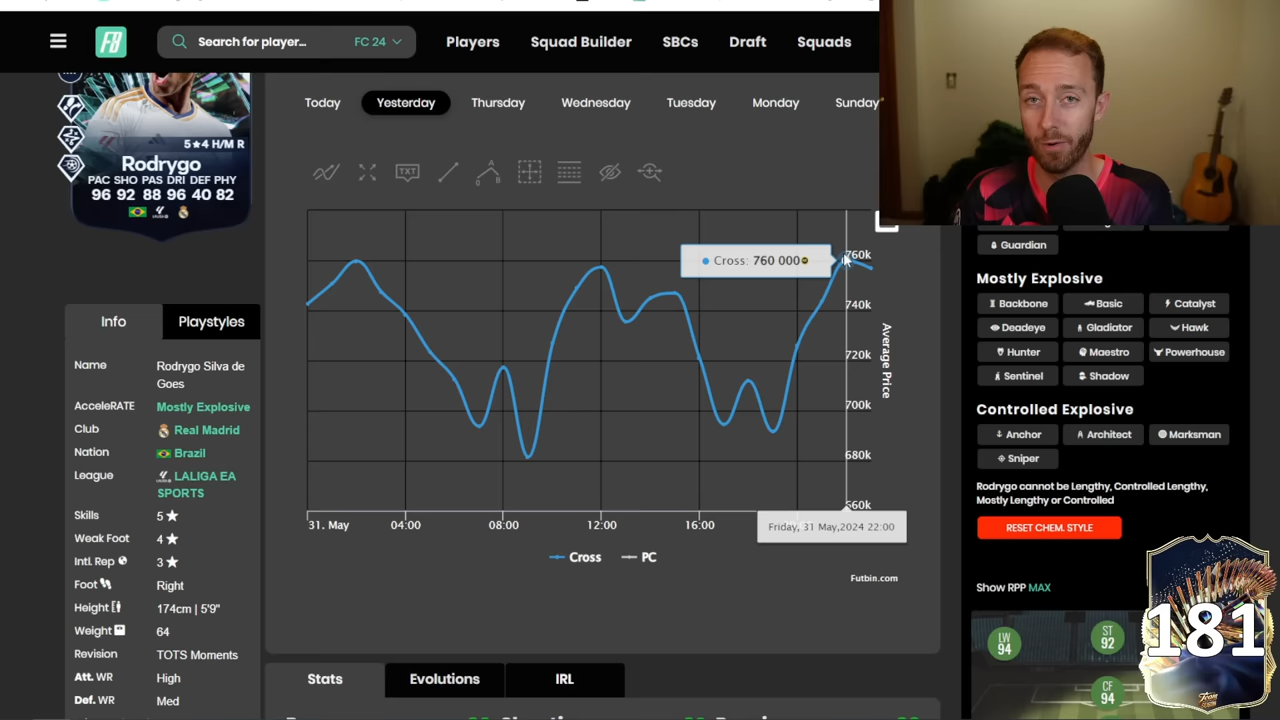 FB
Search for player...
FC 24
Players
Squad Builder
SBCs
Draft
Squads
5★4 H/M R
Rodrygo
PAC SHO PAS DRI DEF PHY
96 92 88 96 40 82
Today
Yesterday
Thursday
Wednesday
Tuesday
Monday
Sunday
TXT
Cross: 760 000
760k
740k
720k
700k
680k
Average Price
31. May
04:00
08:00
12:00
16:00
Friday, 31 May,2024 22:00
Cross
PC
Futbin.com
Info
Playstyles
Name
Rodrygo Silva de
Goes
AcceleRATE
Mostly Explosive
Club
Real Madrid
Nation
Brazil
League
LALIGA EA
SPORTS
Skills
5★
Weak Foot
4★
Intl. Rep
3★
Foot
Right
Height
174cm | 5'9"
Weight
64
Revision
TOTS Moments
Att. WR
High
Def. WR
Med
Stats
Evolutions
IRL
Guardian
Mostly Explosive
Backbone
Basic
Catalyst
Deadeye
Gladiator
Hawk
Hunter
Maestro
Powerhouse
Sentinel
Shadow
Controlled Explosive
Anchor
Architect
Marksman
Sniper
Rodrygo cannot be Lengthy, Controlled Lengthy,
Mostly Lengthy or Controlled
RESET CHEM. STYLE
Show RPP MAX
LW
94
ST
92
CF
94
181